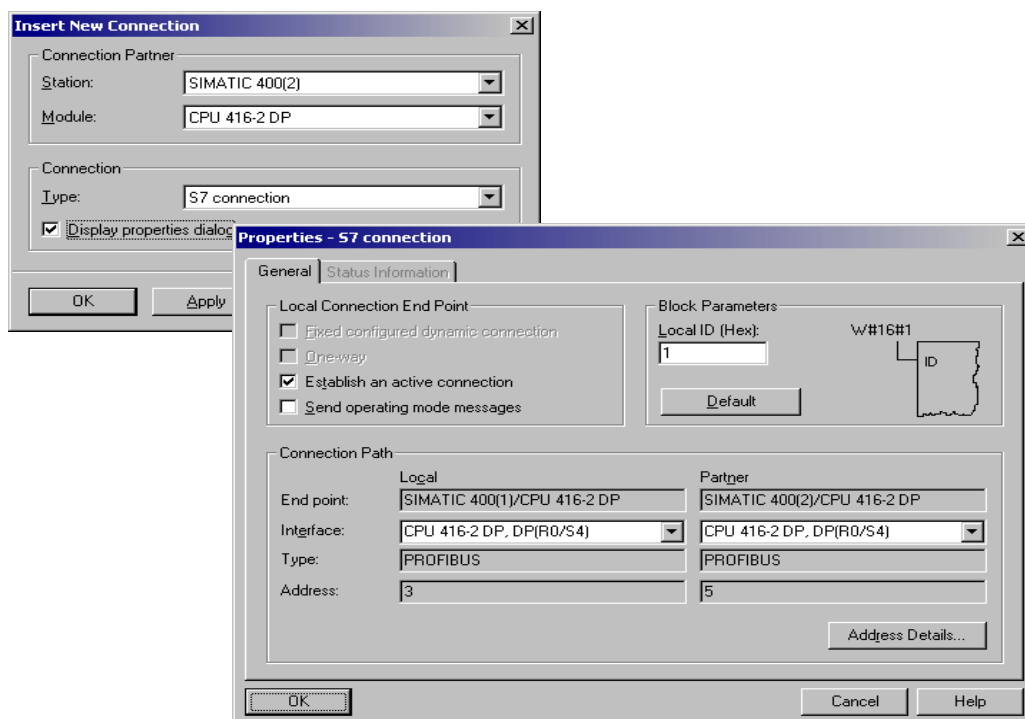 Insert New Connection
Connection Partner
Station: SIMATIC 400(2)
Module: CPU 416-2 DP
Connection
Type: S7 connection
Display properties dialog
OK Apply
Properties - S7 connection
General Status Information
Local Connection End Point
Fixed configured dynamic connection
One-way
Establish an active connection
Send operating mode messages
Block Parameters
Local ID (Hex): W#16#1
1 ID
Default
Connection Path
Local Partner
End point: SIMATIC 400(1)/CPU 416-2 DP SIMATIC 400(2)/CPU 416-2 DP
Interface: CPU 416-2 DP, DP(R0/S4) CPU 416-2 DP, DP(R0/S4)
Type: PROFIBUS PROFIBUS
Address: 3 5
Address Details...
OK Cancel Help